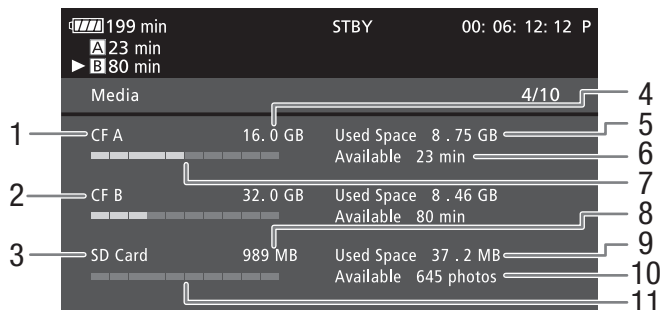 199 min STBY 00: 06: 12: 12 P
A 23 min
B 80 min
Media 4/10
4
5
1 CF A 16. 0 GB Used Space 8 . 75 GB
Available 23 min 6
7
2 CF B 32. 0 GB Used Space 8 . 46 GB
Available 80 min
8
3 SD Card 989 MB Used Space 37 . 2 MB 9
Available 645 photos 10
11